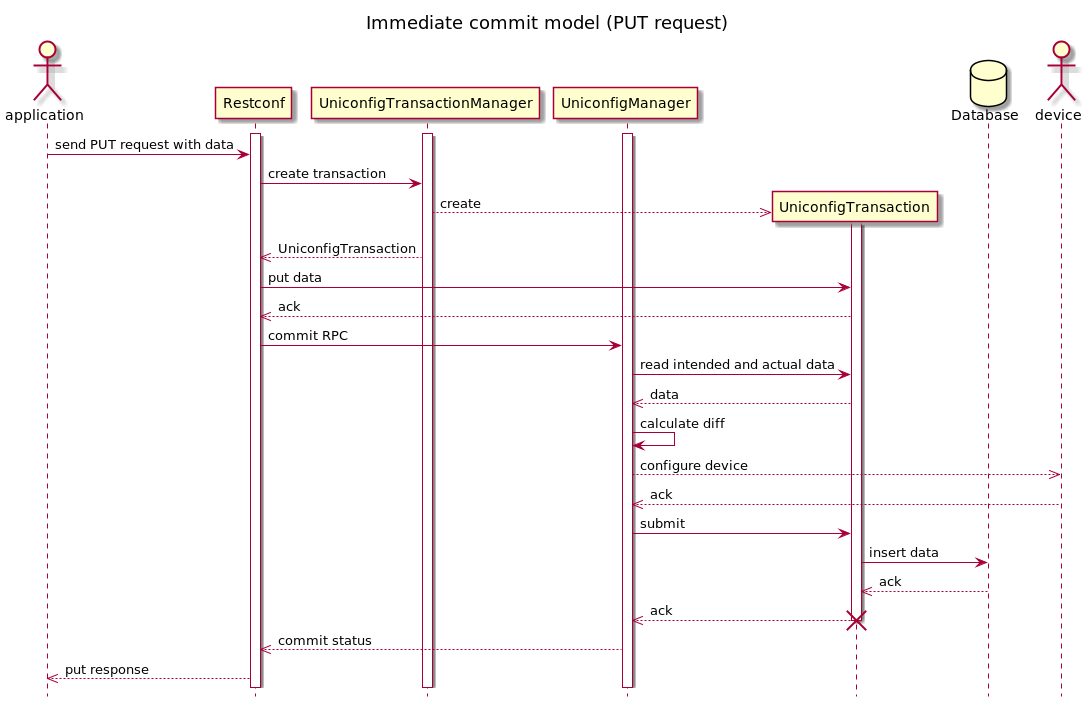 Immediate commit model (PUT request)
application
Restconf
UniconfigTransactionManager
UniconfigManager
Database
device
send PUT request with data
create transaction
create
UniconfigTransaction
UniconfigTransaction
put data
ack
commit RPC
read intended and actual data
data
calculate diff
configure device
ack
submit
insert data
ack
ack
commit status
put response